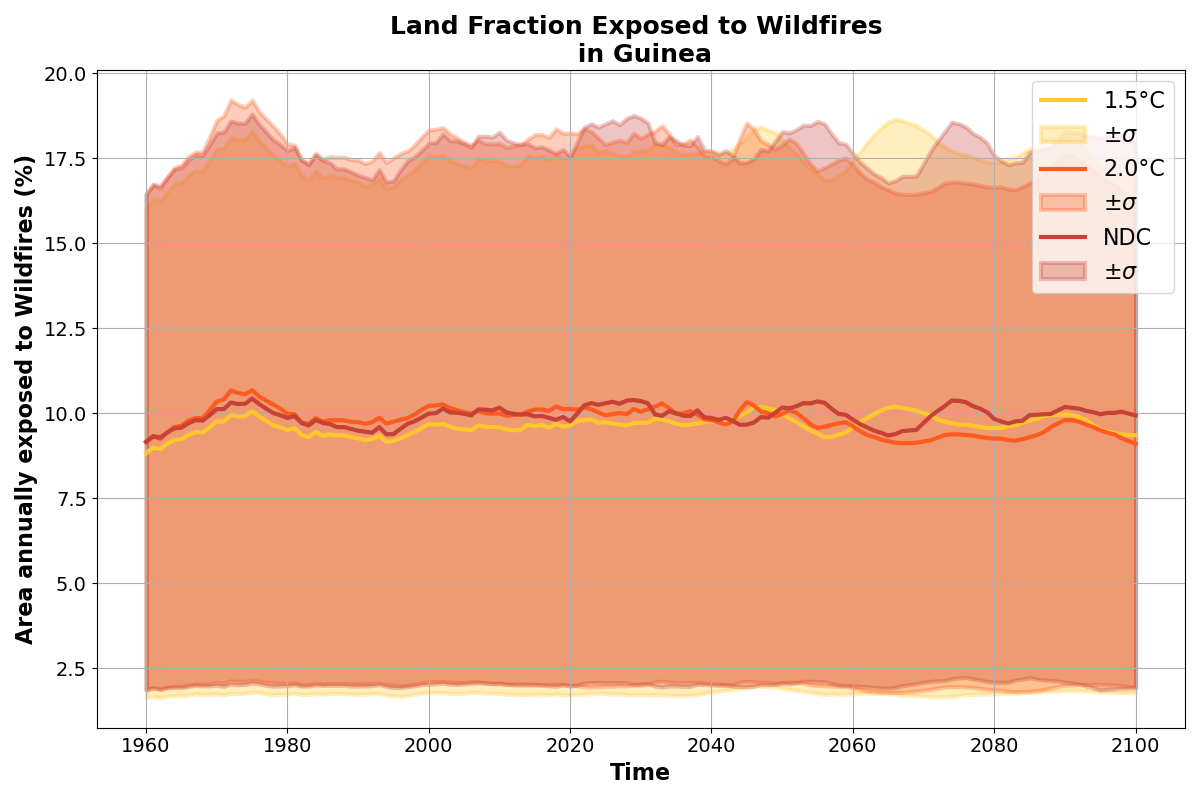 Land Fraction Exposed to Wildfires
in Guinea
Area annually exposed to Wildfires (%)
20.0
17.5
15.0
12.5
10.0
7.5
5.0
2.5
1.5°C
±σ
2.0°C
±σ
NDC
±σ
1960
1980
2000
2020
2040
2060
2080
2100
Time